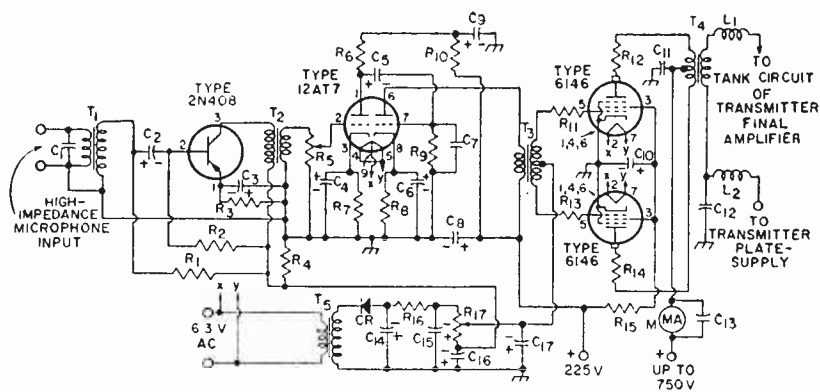 C9
R6
R10
C5
T4
L1
TYPE
12AT7
TYPE
6146
R12
C11
TO
TANK CIRCUIT
OF
TRANSMITTER
FINAL
AMPLIFIER
TYPE
2N408
T1
C2
C1
3
2
1
T2
R5
1
6
2
7
3
4
9
5
8
x
y
R9
C7
T3
R11
5
3
1,4,6
2
7
x
y
C10
L2
HIGH-
IMPEDANCE
MICROPHONE
INPUT
C3
R3
C4
R7
C6
R8
C8
1,4,6
R13
5
x
2
y
7
3
TYPE
6146
C12
TO
TRANSMITTER
PLATE-
SUPPLY
R2
R1
R4
R14
x y
6.3 V
AC
T5
CR
R16
R17
C14
C15
C16
C17
R15
M MA
C13
+
225 V
+
UP TO
750 V